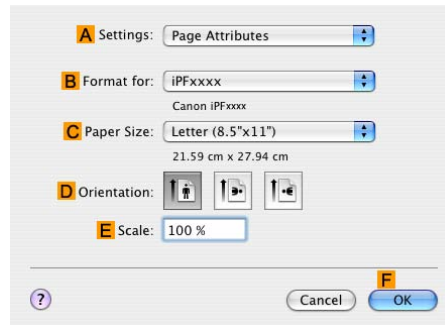 A Settings: Page Attributes
B Format for: iPFxxxx
Canon iPFxxxx
C Paper Size: Letter (8.5"x11")
21.59 cm x 27.94 cm
D Orientation:
E Scale: 100 %
F
? Cancel OK